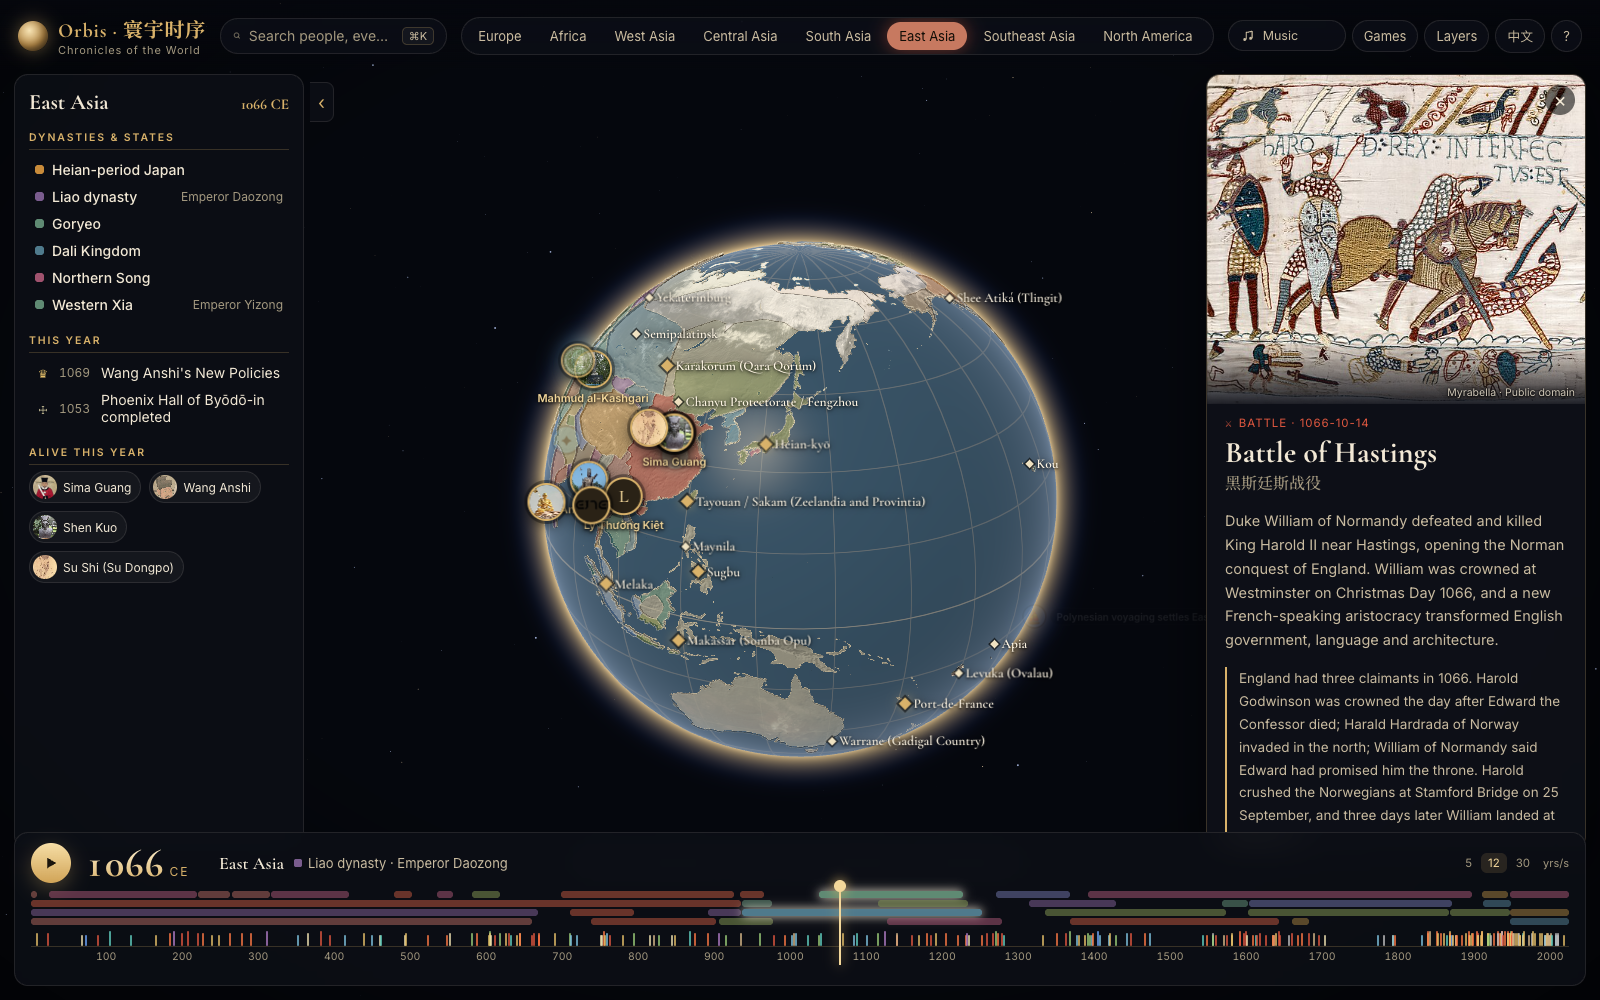 Orbis · 寰宇时序
Chronicles of the World
Search people, eve... ⌘K
Europe Africa West Asia Central Asia South Asia East Asia Southeast Asia North America
Music
Games
Layers
中文
?
East Asia 1066 CE
DYNASTIES & STATES
Heian-period Japan
Liao dynasty Emperor Daozong
Goryeo
Dali Kingdom
Northern Song
Western Xia Emperor Yizong
THIS YEAR
1069 Wang Anshi's New Policies
1053 Phoenix Hall of Byōdō-in
completed
ALIVE THIS YEAR
Sima Guang Wang Anshi
Shen Kuo
Su Shi (Su Dongpo)
Yekaterinburg
Shee Atiká (Tlingit)
Semipalatinsk
Karakorum (Qara Qorum)
Mahmud al-Kashgari
Chanyu Protectorate / Fengzhou
Heian-kyō
Sima Guang
Kou
L
Tayouan / Sakam (Zeelandia and Provintia)
Lý Thường Kiệt
Maynila
Sugbu
Melaka
Polynesian voyaging settles
Makassar (Somba Opu)
Apia
Levuka (Ovalau)
Port-de-France
Warrane (Gadigal Country)
HAROLD REX INTERFEC
TVS:EST
Myrabella · Public domain
BATTLE · 1066-10-14
Battle of Hastings
黑斯廷斯战役
Duke William of Normandy defeated and killed
King Harold II near Hastings, opening the Norman
conquest of England. William was crowned at
Westminster on Christmas Day 1066, and a new
French-speaking aristocracy transformed English
government, language and architecture.
England had three claimants in 1066. Harold
Godwinson was crowned the day after Edward the
Confessor died; Harald Hardrada of Norway
invaded in the north; William of Normandy said
Edward had promised him the throne. Harold
crushed the Norwegians at Stamford Bridge on 25
September, and three days later William landed at
1066 CE
East Asia Liao dynasty · Emperor Daozong
5 12 30 yrs/s
100 200 300 400 500 600 700 800 900 1000 1100 1200 1300 1400 1500 1600 1700 1800 1900 2000